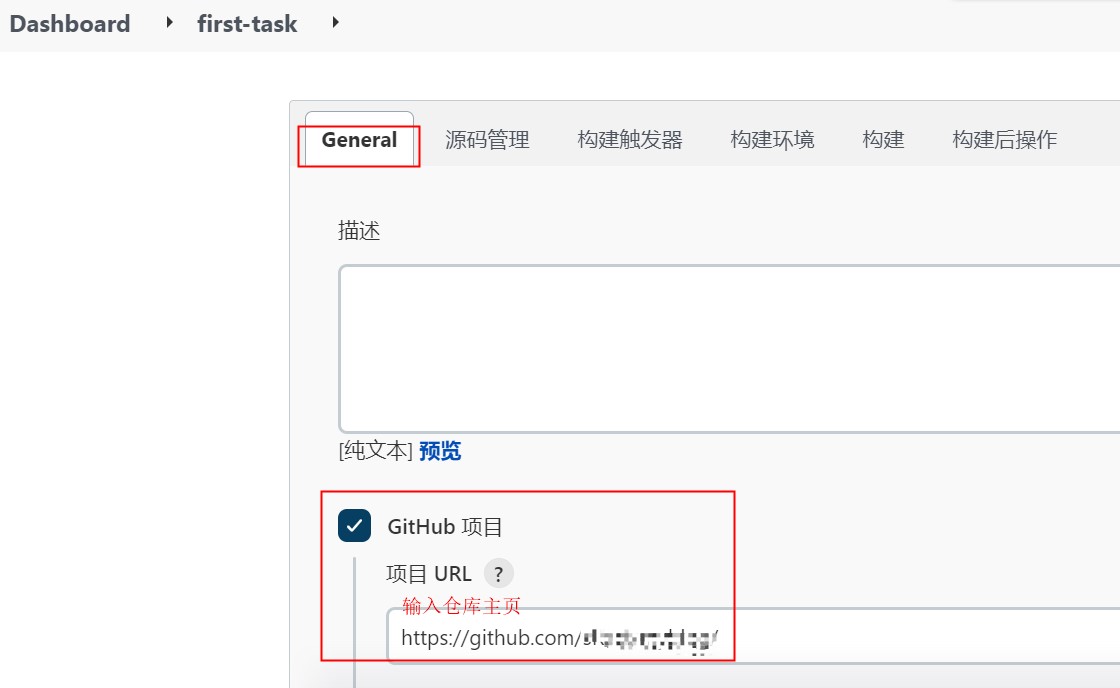 Dashboard first-task
General 源码管理 构建触发器 构建环境 构建 构建后操作
描述
[纯文本] 预览
GitHub 项目
项目 URL ?
输入仓库主页
https://github.com/